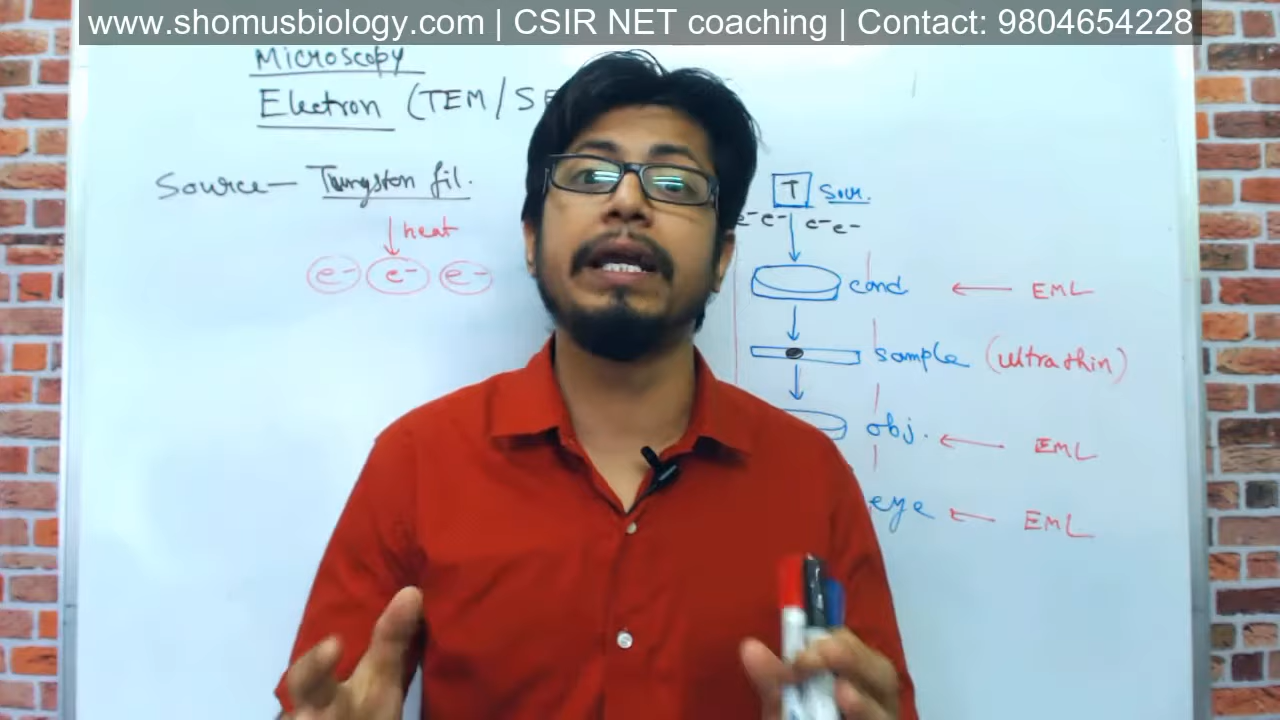 www.shomusbiology.com | CSIR NET coaching | Contact: 9804654228
Microscopy
Electron (TEM/SE
Source - Tungston fil.
heat
e- e- e-
T Sour.
e- e- e- e-
cond ← EML
sample (ultrathin)
obj. ← EML
eye ← EML